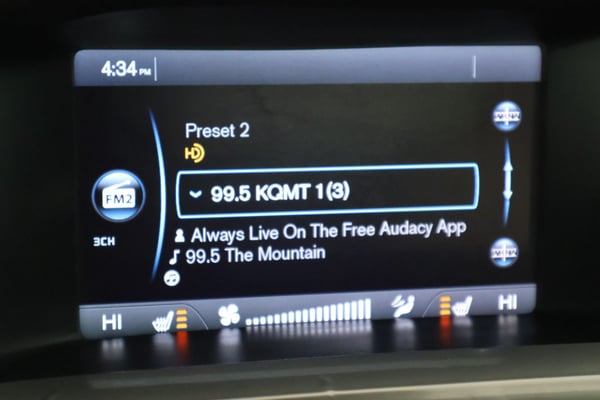 4:34 PM
Preset 2
HD
99.5 KQMT 1(3)
FM2
3CH
Always Live On The Free Audacy App
99.5 The Mountain
HI
HI